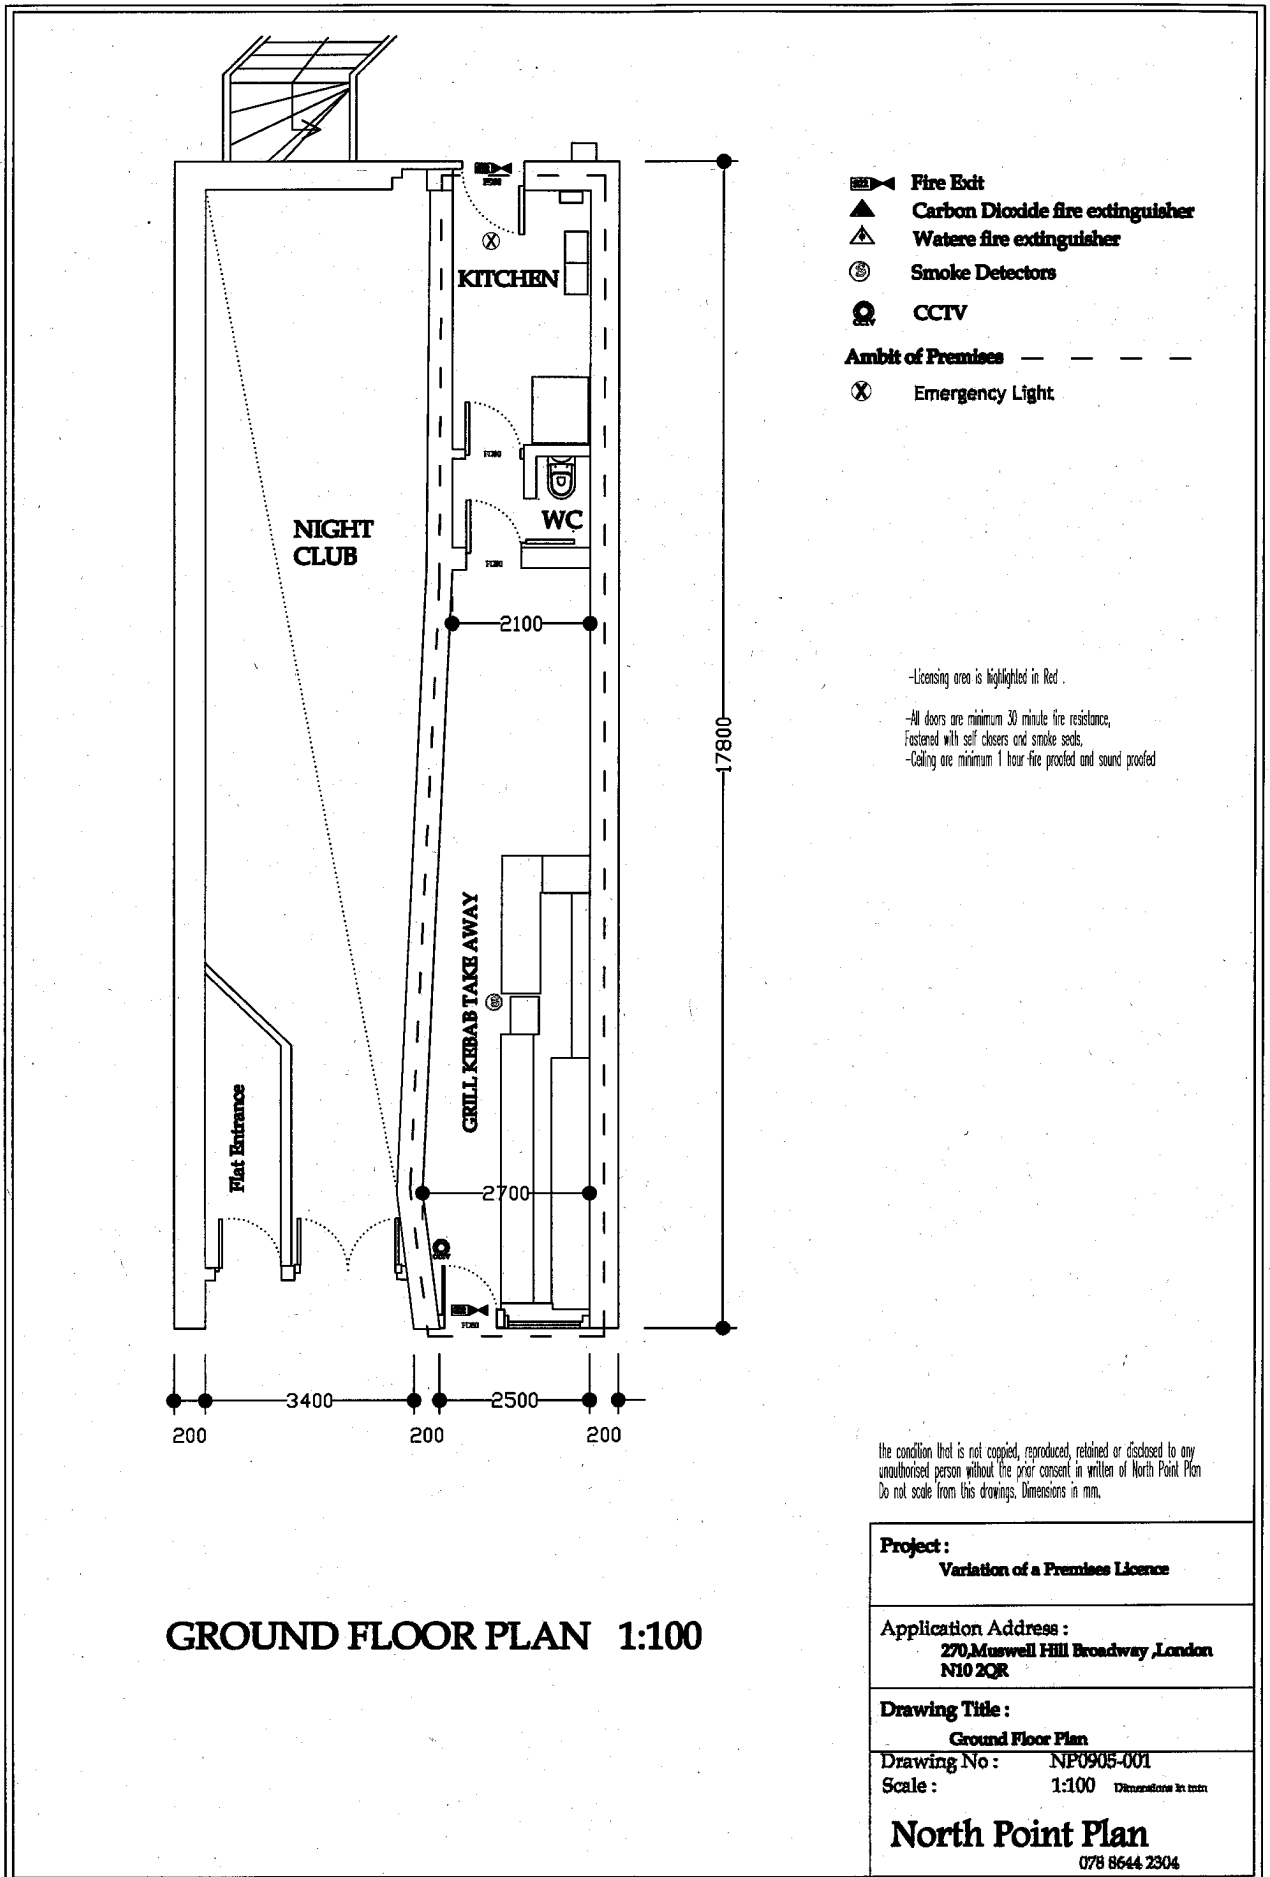 Fire Exit
Carbon Dioxide fire extinguisher
Watere fire extinguisher
S
Smoke Detectors
CCTV
CCTV
Ambit of Premises
X
Emergency Light
X
KITCHEN
WC
NIGHT
CLUB
2100
17800
-Licensing area is highlighted in Red .
-All doors are minimum 30 minute fire resistance,
Fastened with self closers and smoke seals,
-Ceiling are minimum 1 hour fire proofed and sound proofed
GRILL KEBAB TAKE AWAY
S
Flat Entrance
2700
CCTV
3400
2500
200
200
200
the condition that is not coppied, reproduced, retained or disclosed to any
unauthorised person without the prior consent in written of North Point Plan
Do not scale from this drawings, Dimensions in mm,
GROUND FLOOR PLAN 1:100
Project :
Variation of a Premises Licence
Application Address :
270,Muswell Hill Broadway ,London
N10 2QR
Drawing Title :
Ground Floor Plan
Drawing No : NP0905-001
Scale : 1:100 Dimensions in mm
North Point Plan
078 8644 2304